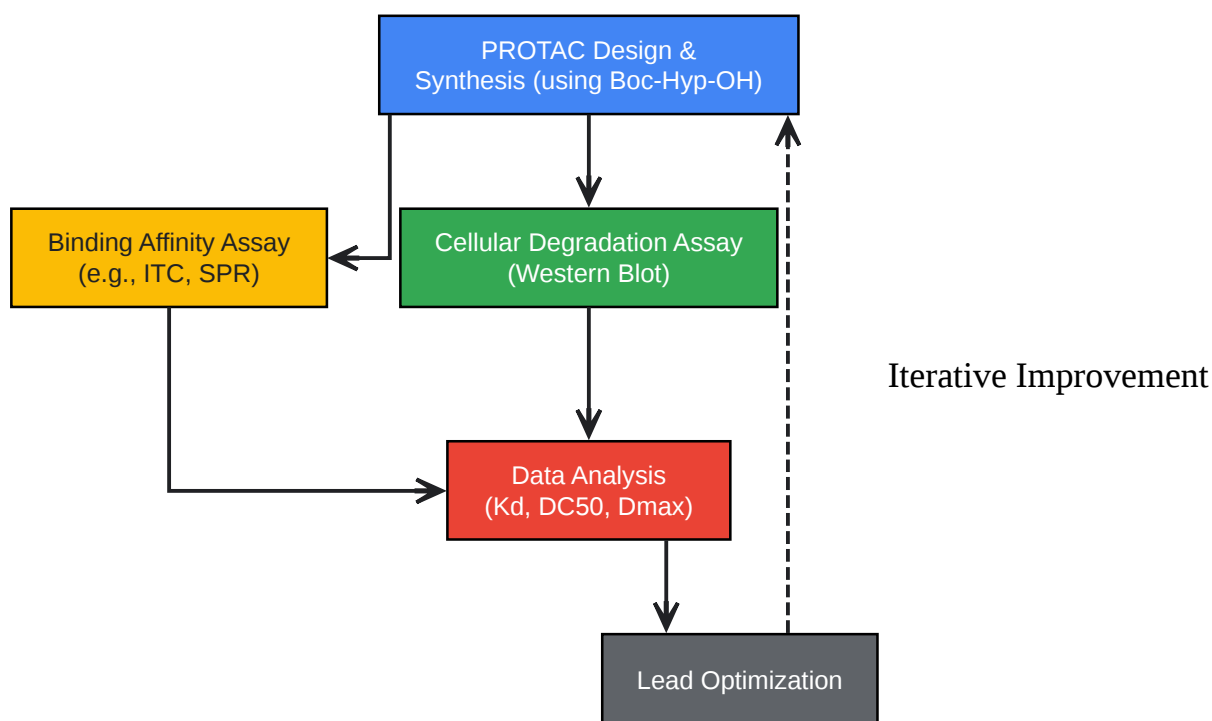 PROTAC Design &
Synthesis (using Boc-Hyp-OH)
Binding Affinity Assay
(e.g., ITC, SPR)
Cellular Degradation Assay
(Western Blot)
Iterative Improvement
Data Analysis
(Kd, DC50, Dmax)
Lead Optimization